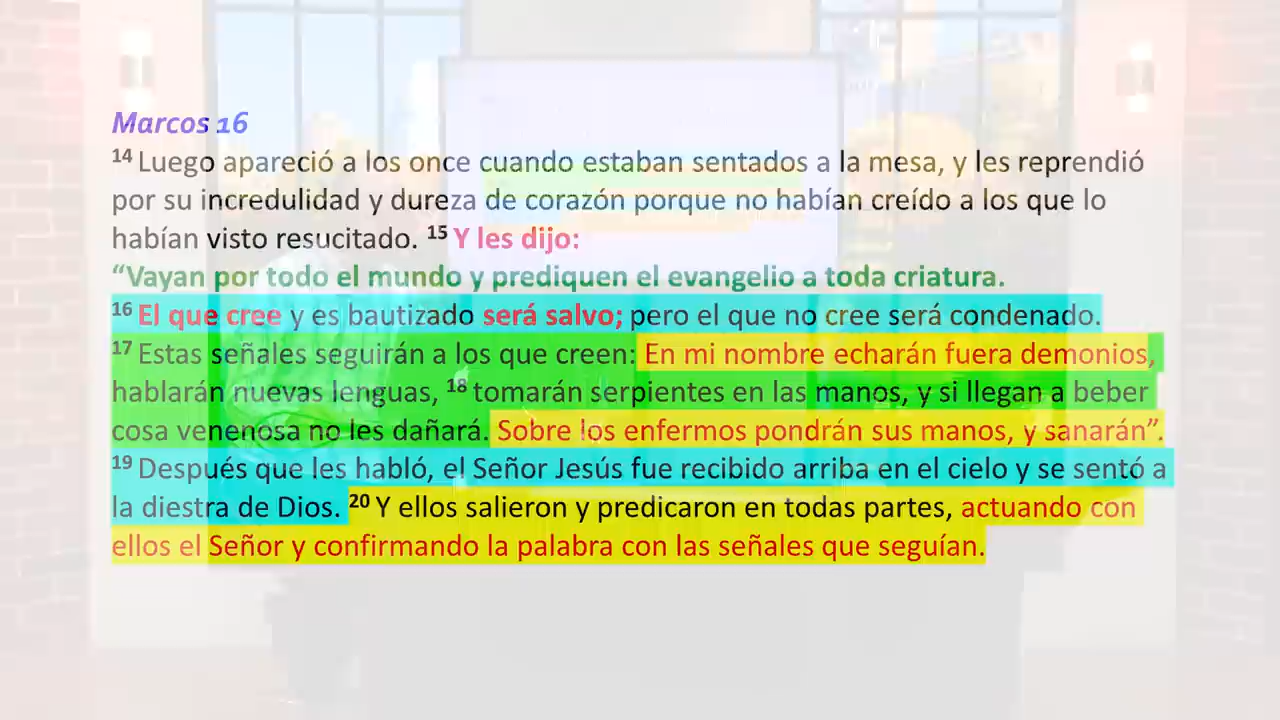 Marcos 16
14 Luego apareció a los once cuando estaban sentados a la mesa, y les reprendió
por su incredulidad y dureza de corazón porque no habían creído a los que lo
habían visto resucitado. 15 Y les dijo:
“Vayan por todo el mundo y prediquen el evangelio a toda criatura.
16 El que cree y es bautizado será salvo; pero el que no cree será condenado.
17 Estas señales seguirán a los que creen: En mi nombre echarán fuera demonios,
hablarán nuevas lenguas, 18 tomarán serpientes en las manos, y si llegan a beber
cosa venenosa no les dañará. Sobre los enfermos pondrán sus manos, y sanarán”.
19 Después que les habló, el Señor Jesús fue recibido arriba en el cielo y se sentó a
la diestra de Dios. 20 Y ellos salieron y predicaron en todas partes, actuando con
ellos el Señor y confirmando la palabra con las señales que seguían.